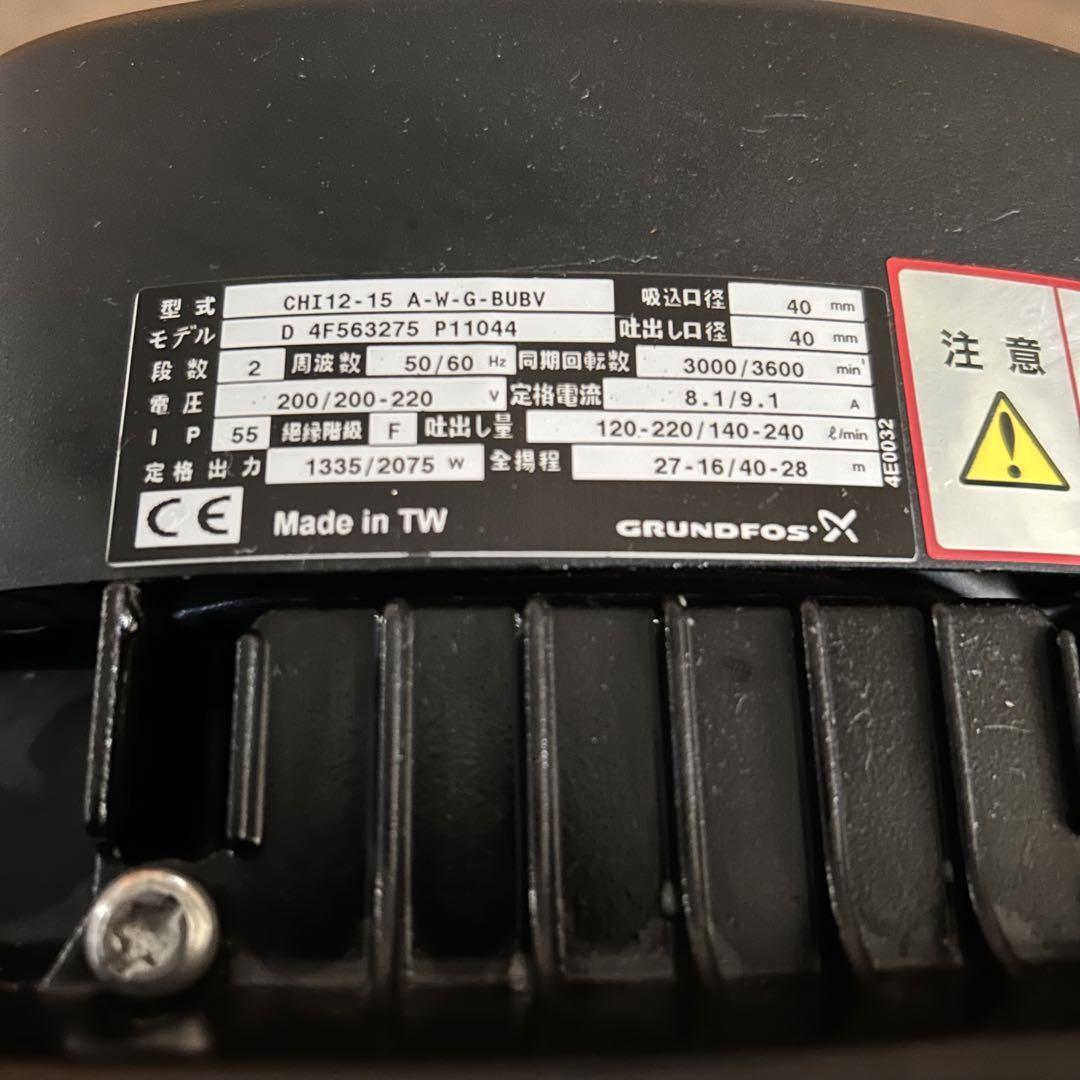 型式 CHI12-15 A-W-G-BUBV 吸込口径 40 mm
モデル D 4F563275 P11044 吐出し口径 40 mm
段数 2 周波数 50/60 Hz 同期回転数 3000/3600 min⁻¹
電圧 200/200-220 V 定格電流 8.1/9.1 A
IP 55 絶縁階級 F 吐出し量 120-220/140-240 ℓ/min
定格出力 1335/2075 W 全揚程 27-16/40-28 m
4E0032
CE Made in TW GRUNDFOS
注意